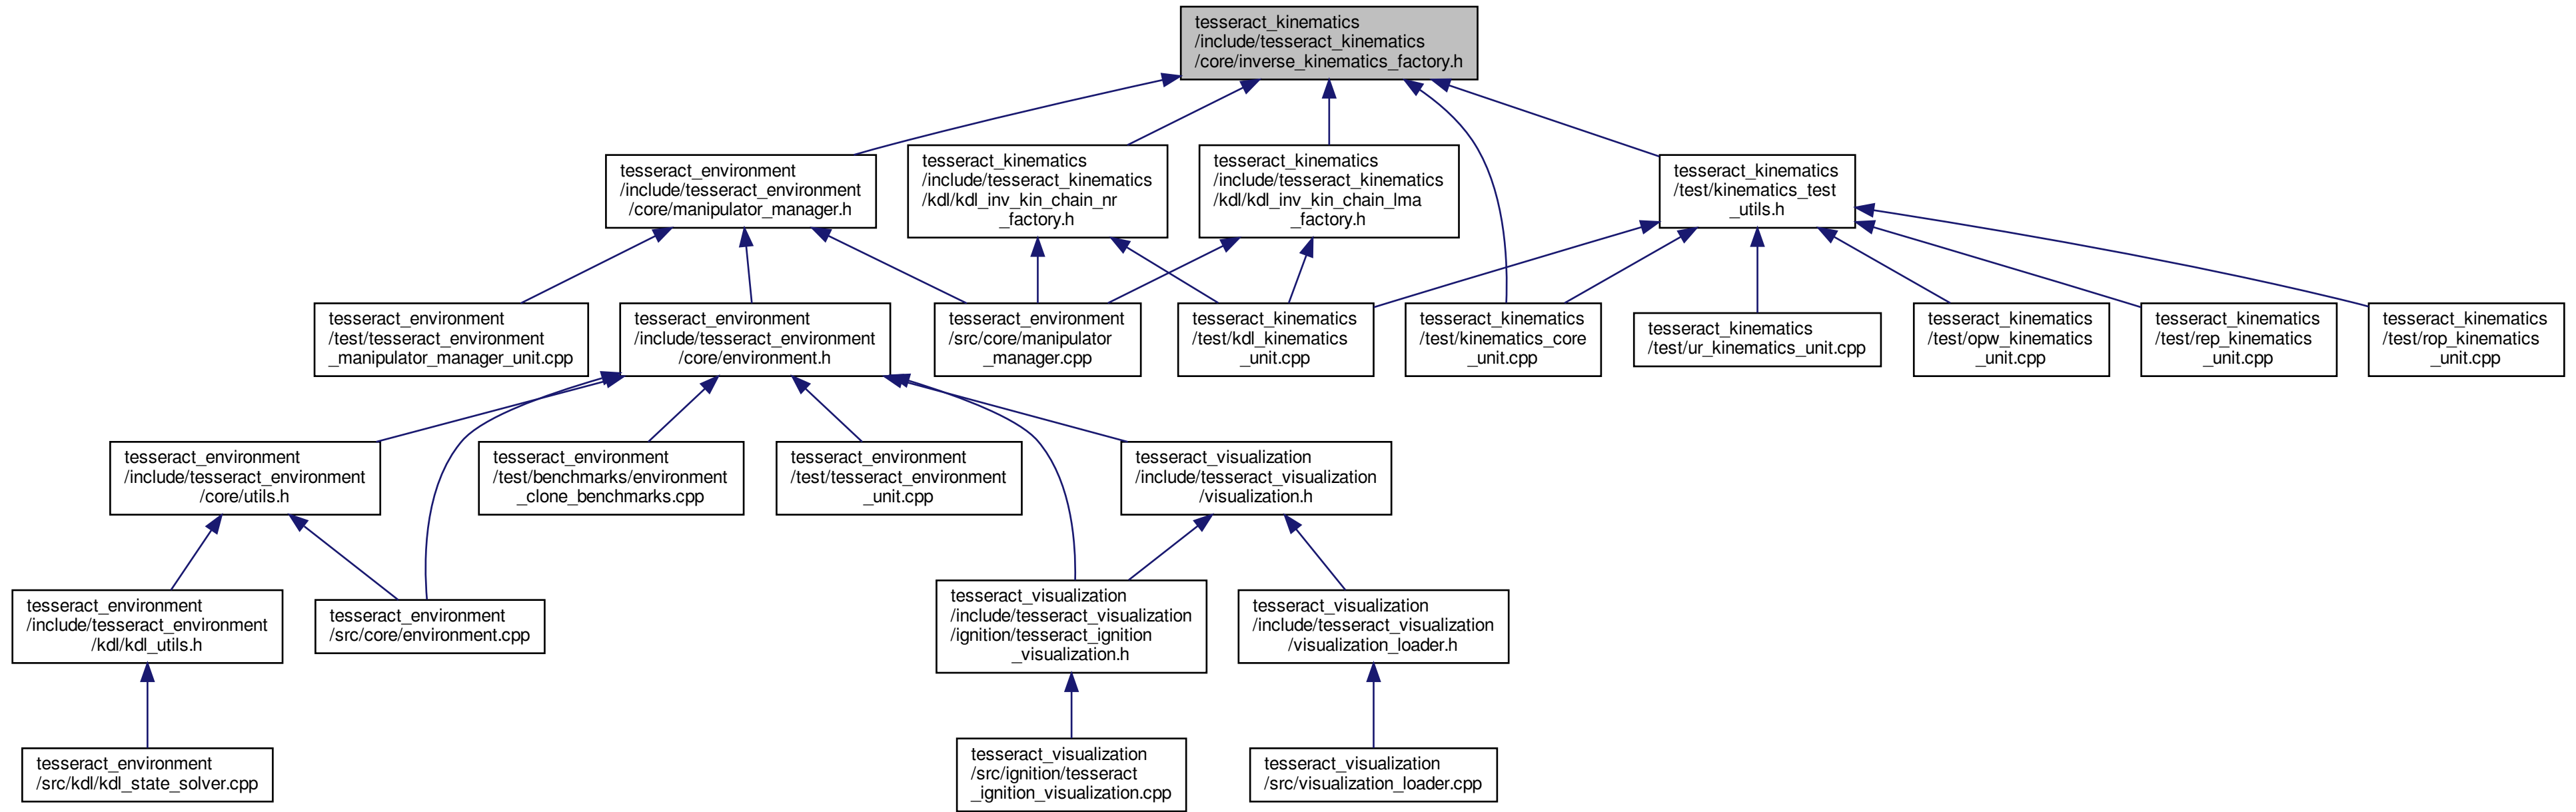 tesseract_kinematics
/include/tesseract_kinematics
/core/inverse_kinematics_factory.h
tesseract_environment
/include/tesseract_environment
/core/manipulator_manager.h
tesseract_kinematics
/include/tesseract_kinematics
/kdl/kdl_inv_kin_chain_nr
_factory.h
tesseract_kinematics
/include/tesseract_kinematics
/kdl/kdl_inv_kin_chain_lma
_factory.h
tesseract_kinematics
/test/kinematics_test
_utils.h
tesseract_environment
/test/tesseract_environment
_manipulator_manager_unit.cpp
tesseract_environment
/include/tesseract_environment
/core/environment.h
tesseract_environment
/src/core/manipulator
_manager.cpp
tesseract_kinematics
/test/kdl_kinematics
_unit.cpp
tesseract_kinematics
/test/kinematics_core
_unit.cpp
tesseract_kinematics
/test/ur_kinematics_unit.cpp
tesseract_kinematics
/test/opw_kinematics
_unit.cpp
tesseract_kinematics
/test/rep_kinematics
_unit.cpp
tesseract_kinematics
/test/rop_kinematics
_unit.cpp
tesseract_environment
/include/tesseract_environment
/core/utils.h
tesseract_environment
/test/benchmarks/environment
_clone_benchmarks.cpp
tesseract_environment
/test/tesseract_environment
_unit.cpp
tesseract_visualization
/include/tesseract_visualization
/visualization.h
tesseract_environment
/include/tesseract_environment
/kdl/kdl_utils.h
tesseract_environment
/src/core/environment.cpp
tesseract_visualization
/include/tesseract_visualization
/ignition/tesseract_ignition
_visualization.h
tesseract_visualization
/include/tesseract_visualization
/visualization_loader.h
tesseract_environment
/src/kdl/kdl_state_solver.cpp
tesseract_visualization
/src/ignition/tesseract
_ignition_visualization.cpp
tesseract_visualization
/src/visualization_loader.cpp